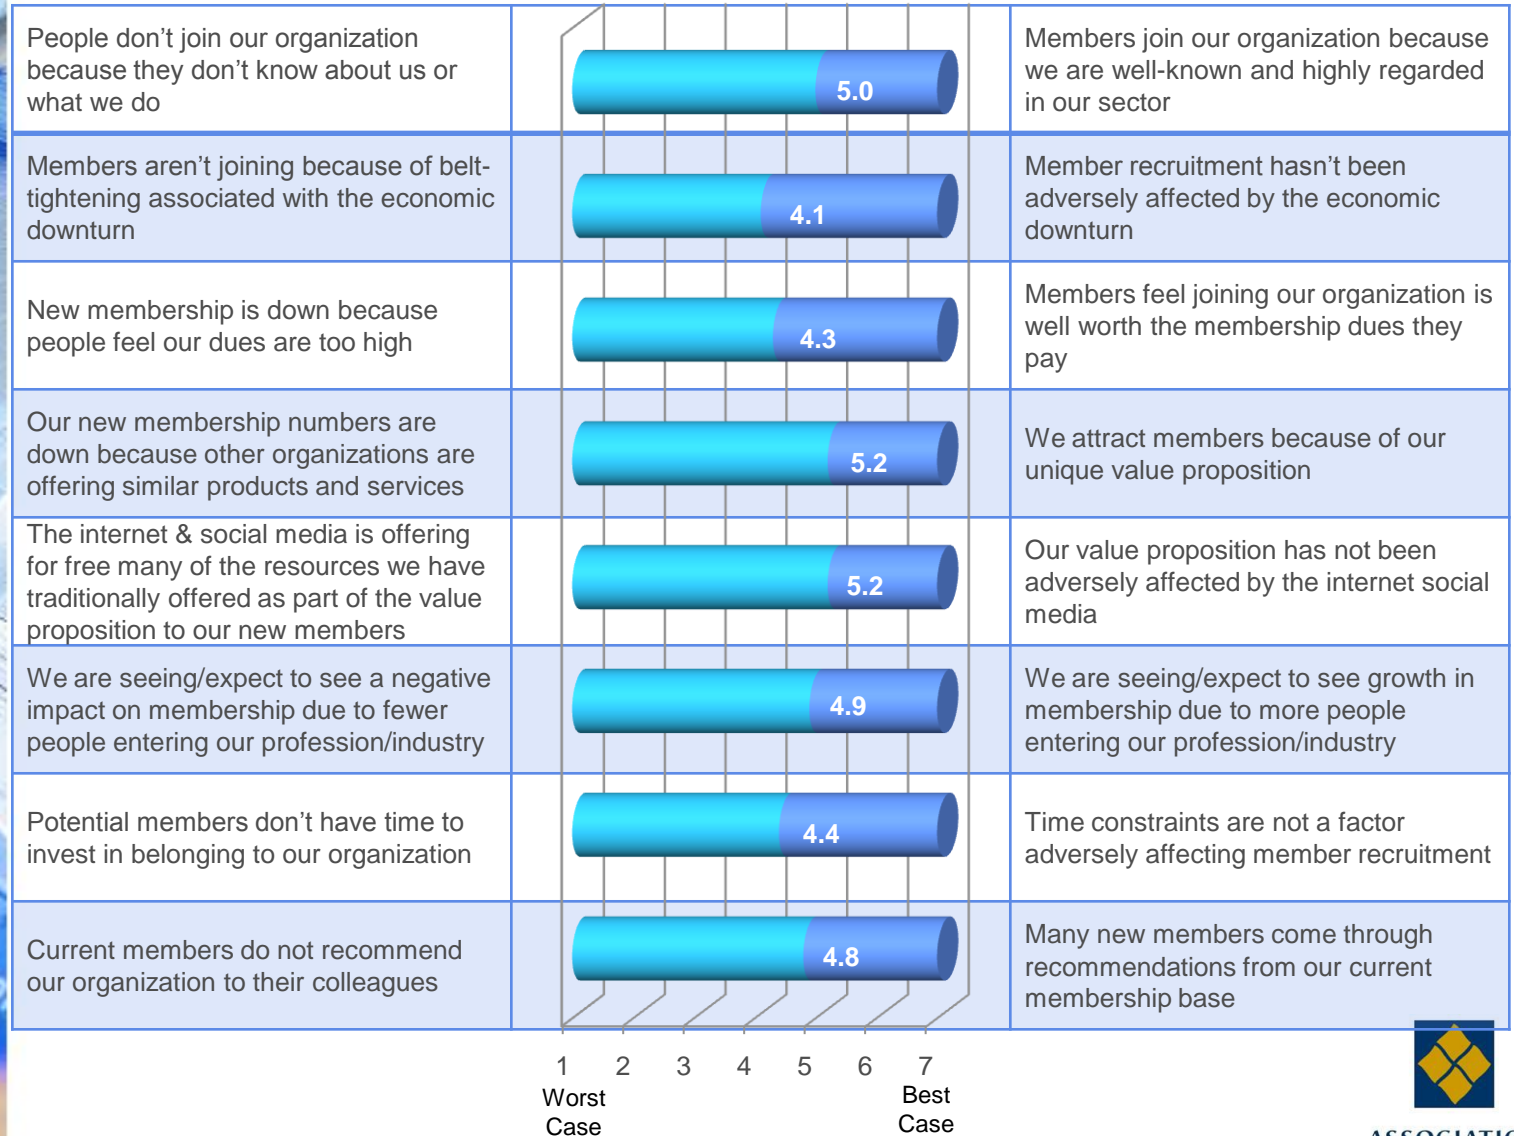 People don’t join our organization
because they don’t know about us or
what we do
5.0
Members join our organization because
we are well-known and highly regarded
in our sector
Members aren’t joining because of belt-
tightening associated with the economic
downturn
4.1
Member recruitment hasn’t been
adversely affected by the economic
downturn
New membership is down because
people feel our dues are too high
4.3
Members feel joining our organization is
well worth the membership dues they
pay
Our new membership numbers are
down because other organizations are
offering similar products and services
5.2
We attract members because of our
unique value proposition
The internet & social media is offering
for free many of the resources we have
traditionally offered as part of the value
proposition to our new members
5.2
Our value proposition has not been
adversely affected by the internet social
media
We are seeing/expect to see a negative
impact on membership due to fewer
people entering our profession/industry
4.9
We are seeing/expect to see growth in
membership due to more people
entering our profession/industry
Potential members don’t have time to
invest in belonging to our organization
4.4
Time constraints are not a factor
adversely affecting member recruitment
Current members do not recommend
our organization to their colleagues
4.8
Many new members come through
recommendations from our current
membership base
1 2 3 4 5 6 7
Worst
Case
Best
Case